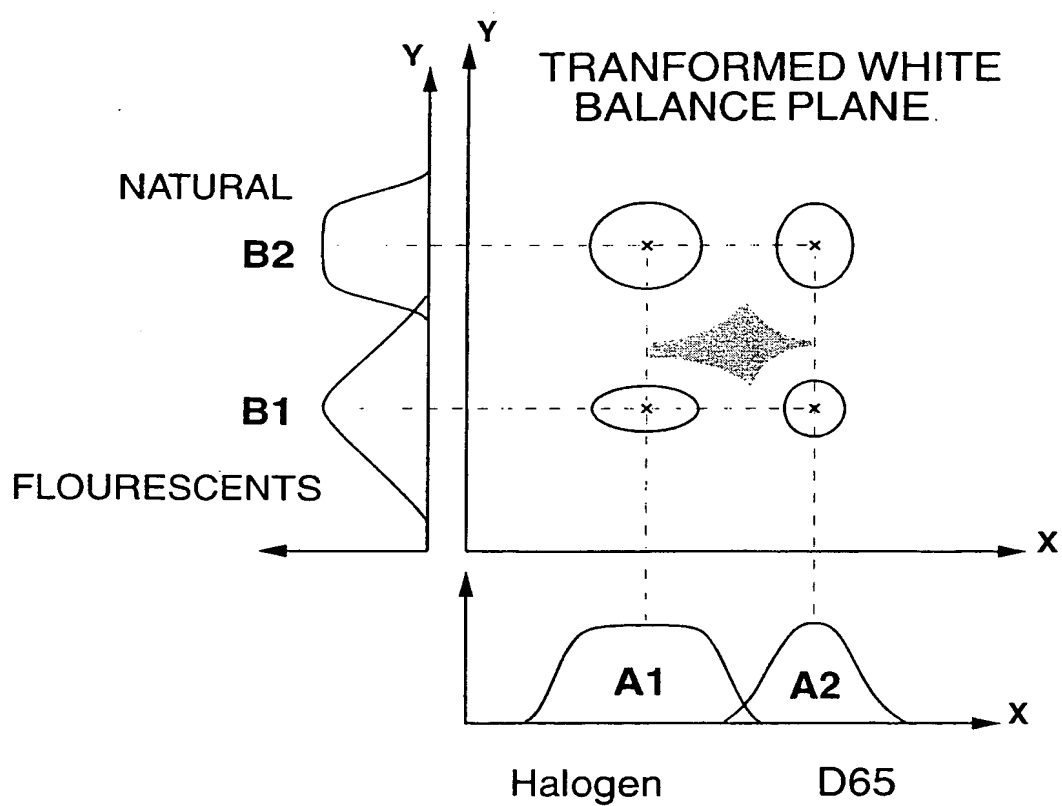 Y
Y
TRANFORMED WHITE
BALANCE PLANE
NATURAL
B2
B1
FLOURESCENTS
X
A1
A2
X
Halogen
D65